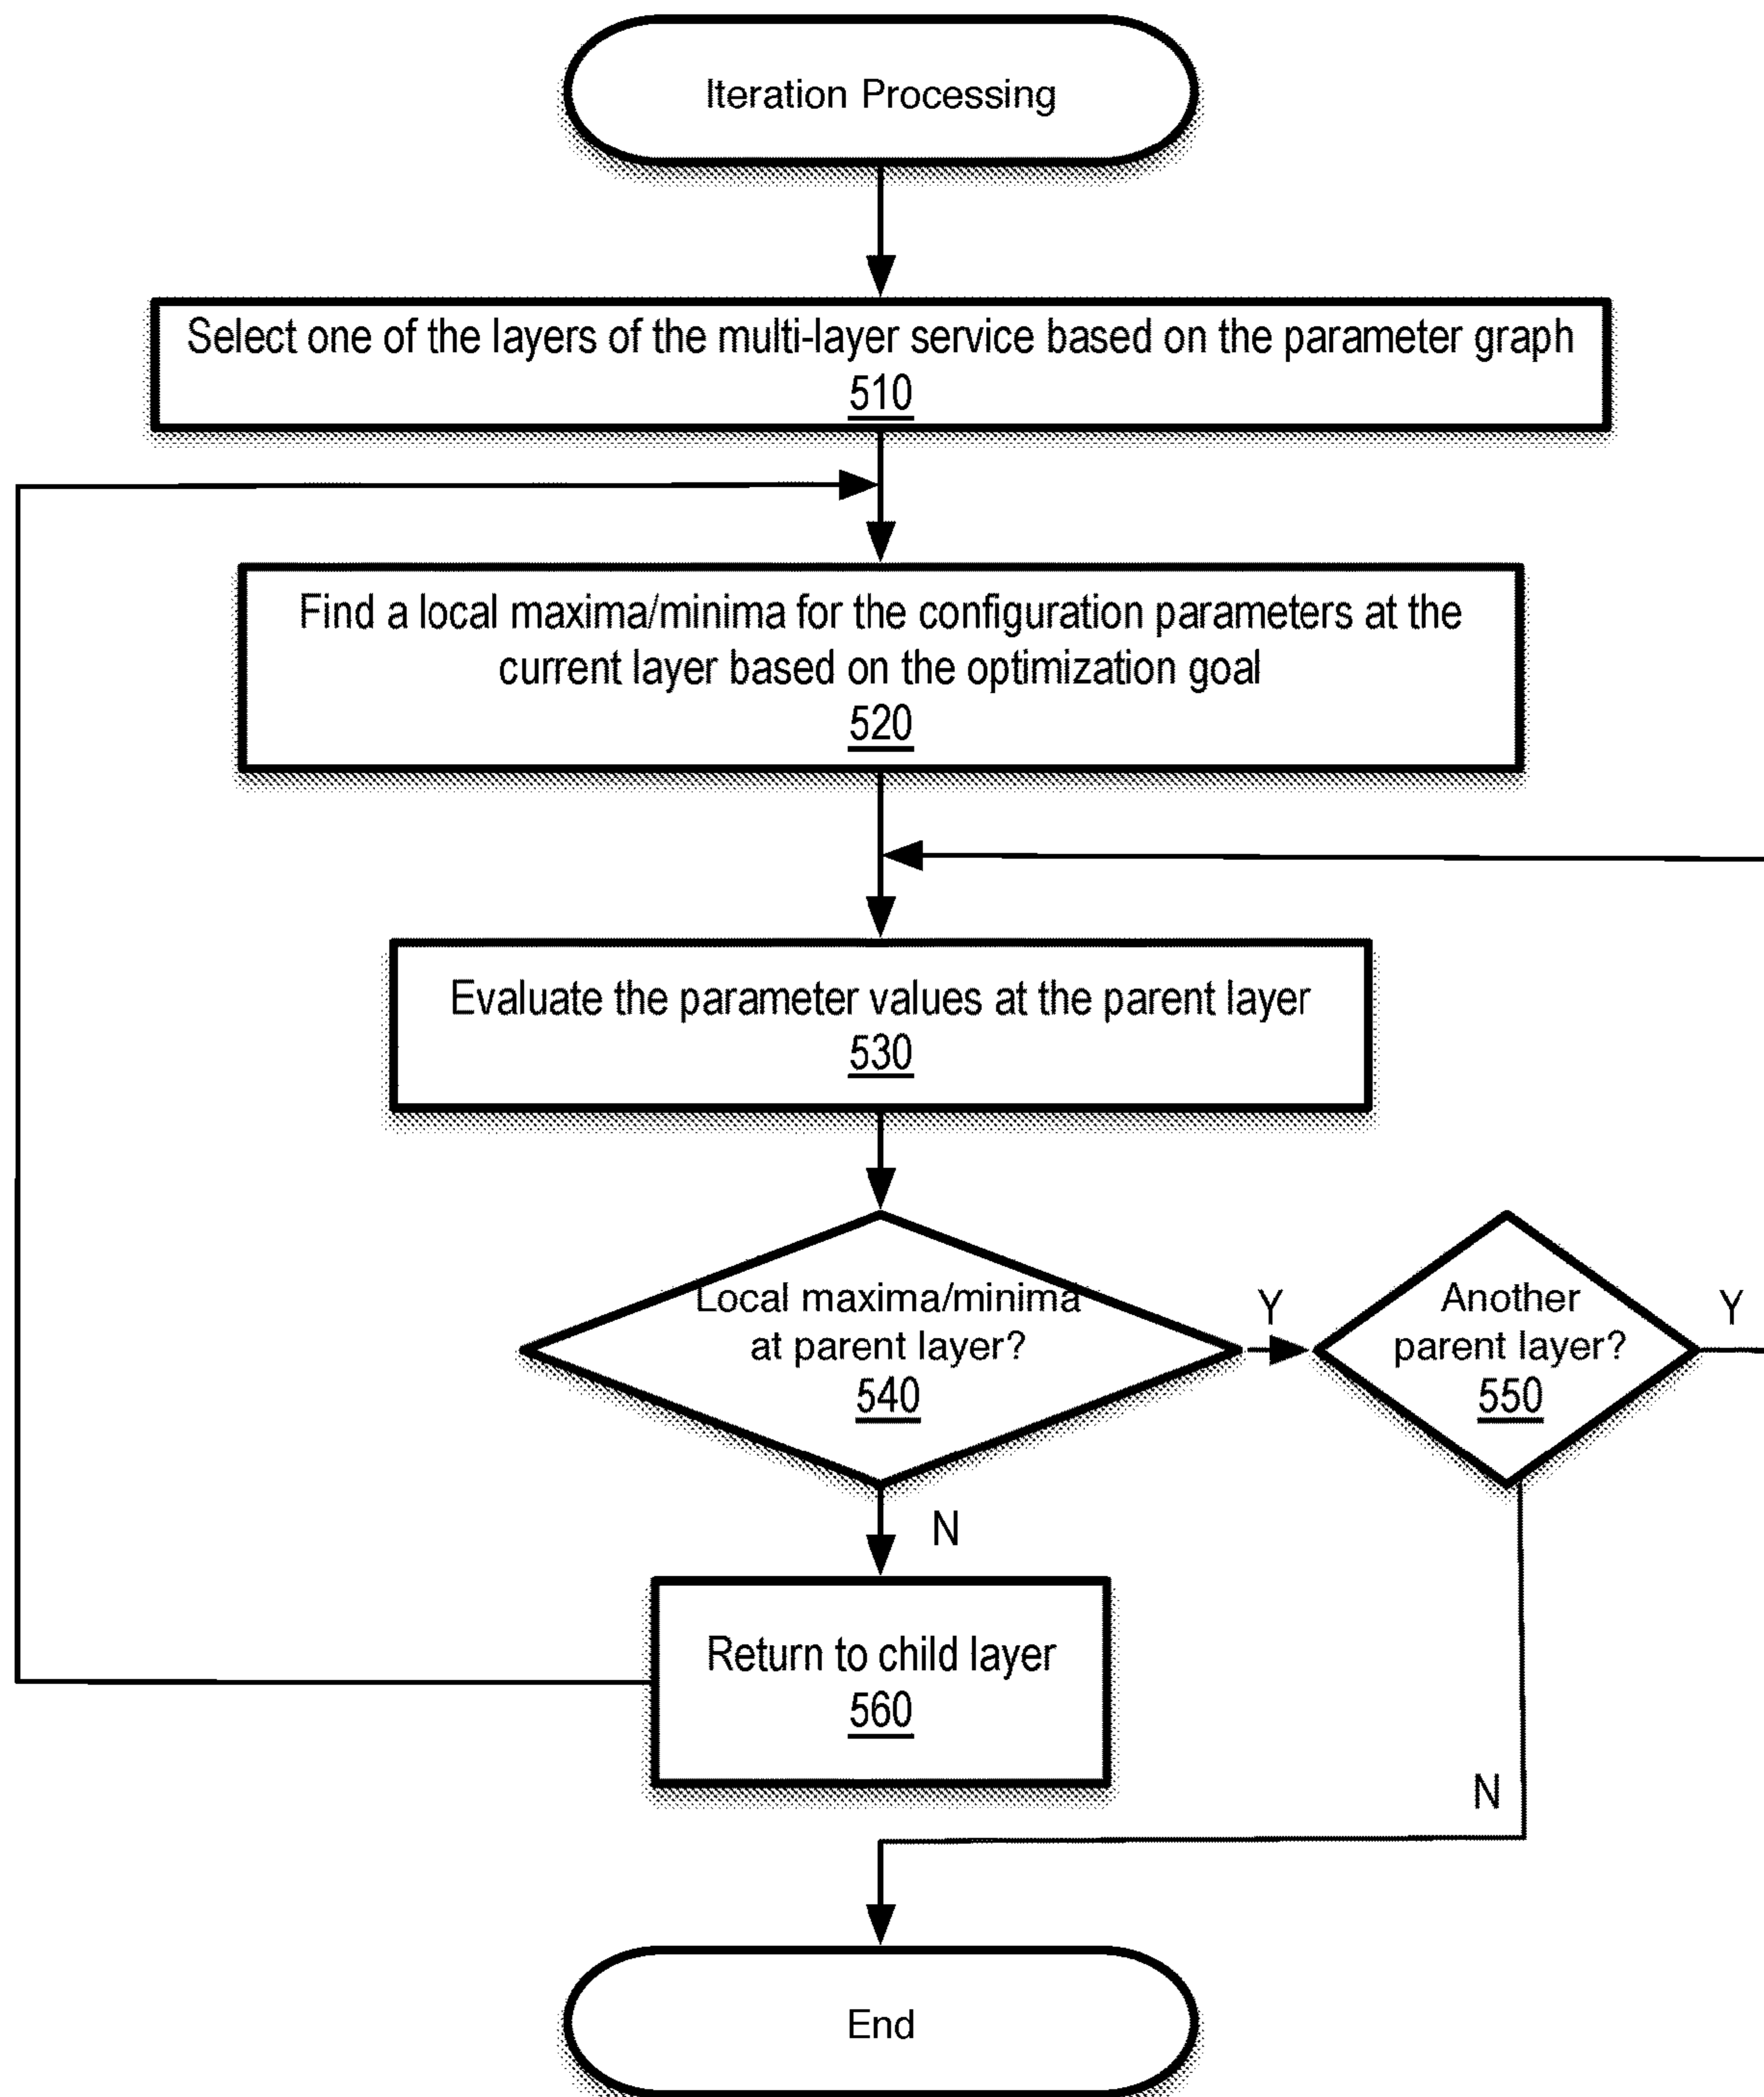 Iteration Processing
Select one of the layers of the multi-layer service based on the parameter graph
510
Find a local maxima/minima for the configuration parameters at the
current layer based on the optimization goal
520
Evaluate the parameter values at the parent layer
530
Local maxima/minima
at parent layer?
540
Y
Another
parent layer?
550
Y
N
Return to child layer
560
N
End